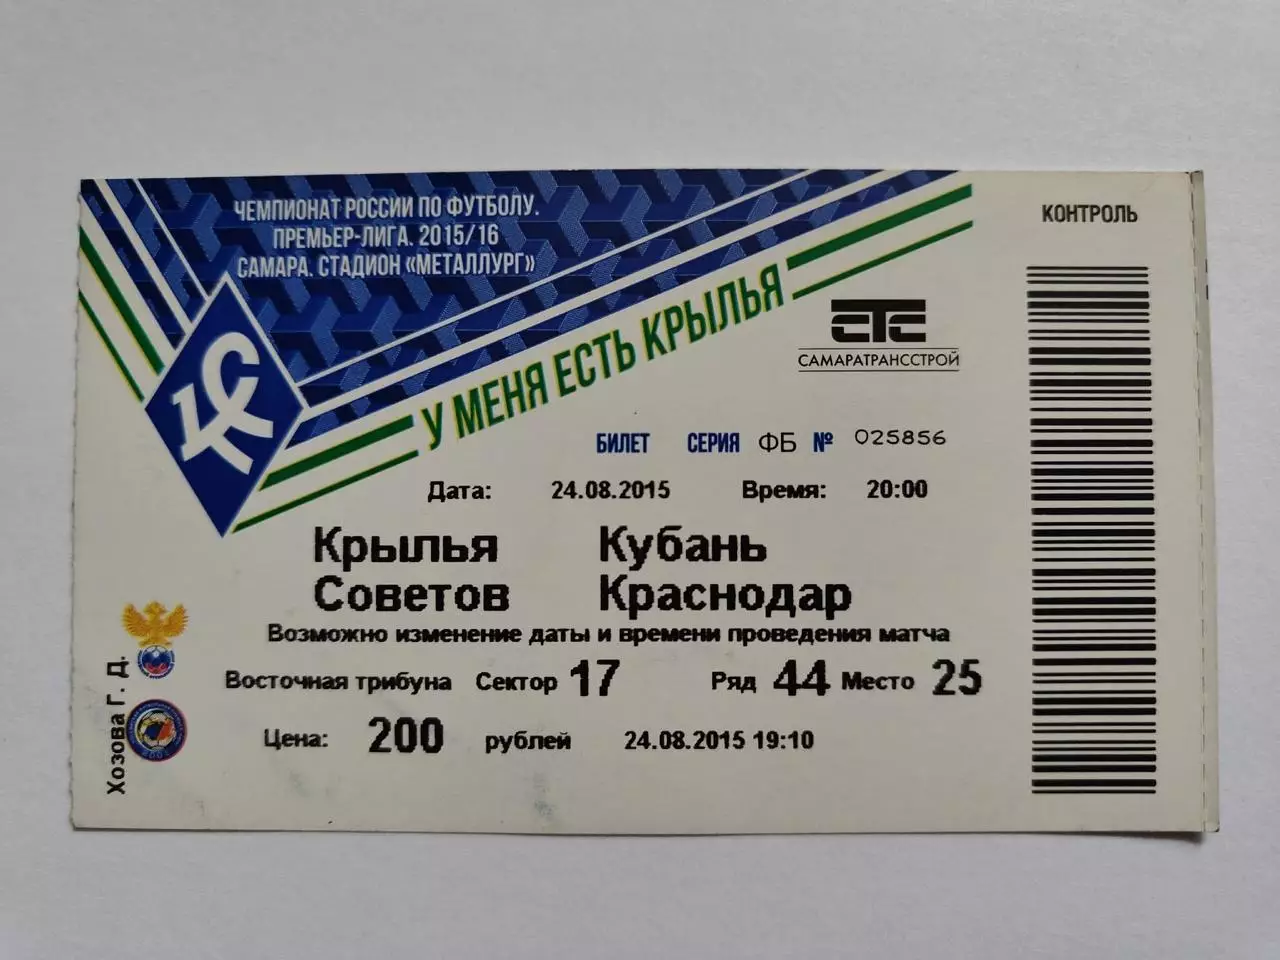 ЧЕМПИОНАТ РОССИИ ПО ФУТБОЛУ.
ПРЕМЬЕР-ЛИГА. 2015/16
САМАРА. СТАДИОН «МЕТАЛЛУРГ»
КС
У МЕНЯ ЕСТЬ КРЫЛЬЯ
СТС
САМАРАТРАНССТРОЙ
КОНТРОЛЬ
БИЛЕТ СЕРИЯ ФБ № 025856
Дата: 24.08.2015 Время: 20:00
Крылья Кубань
Советов Краснодар
Возможно изменение даты и времени проведения матча
Восточная трибуна Сектор 17 Ряд 44 Место 25
Цена: 200 рублей 24.08.2015 19:10
Хозова Г. Д.